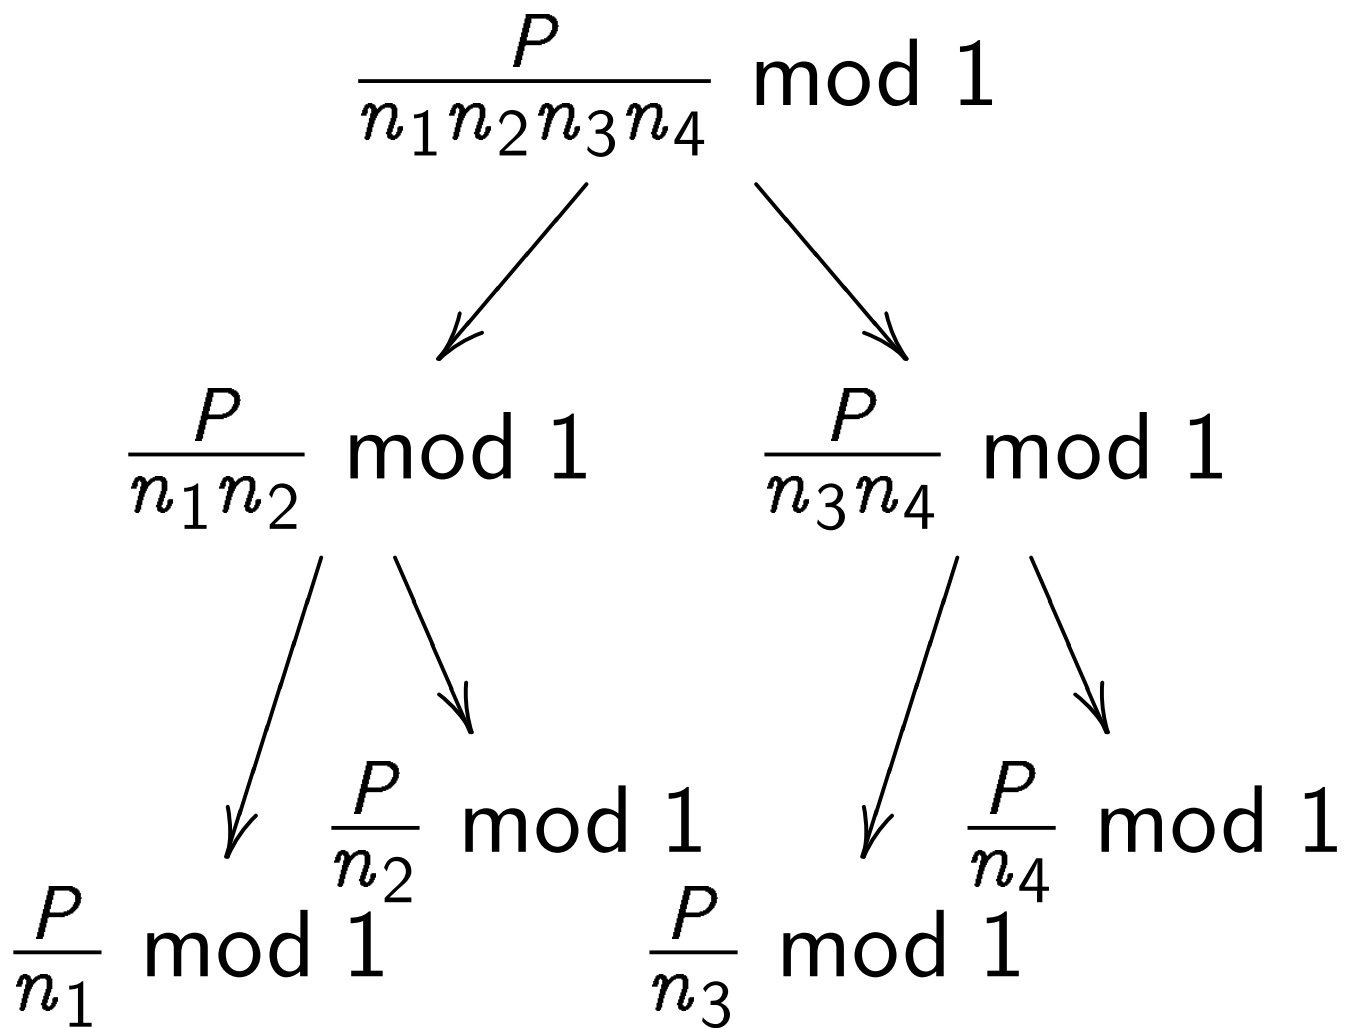 P/(n₁n₂n₃n₄) mod 1
P/(n₁n₂) mod 1 P/(n₃n₄) mod 1
P/n₂ mod 1 P/n₄ mod 1
P/n₁ mod 1 P/n₃ mod 1